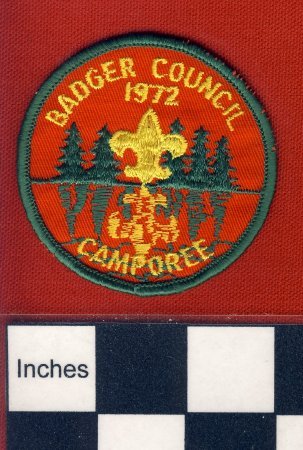 BADGER COUNCIL
1972
CAMPOREE
Inches